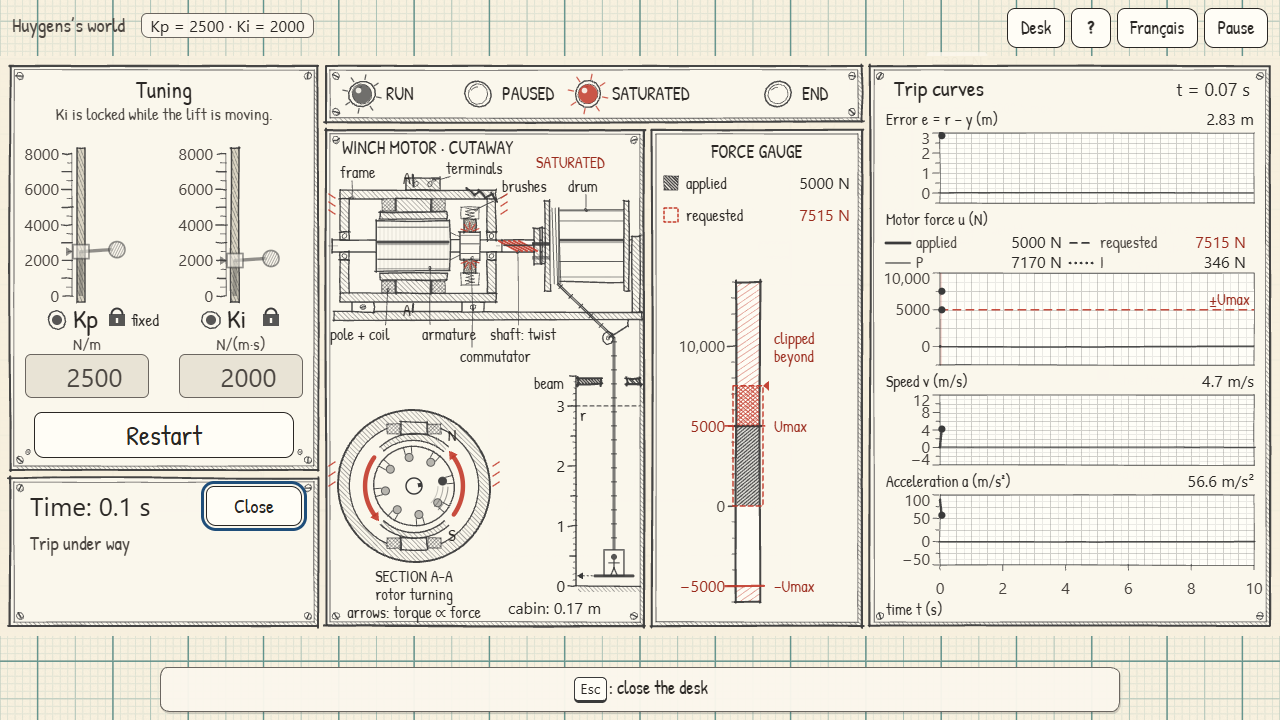 Huygens's world
Kp = 2500 · Ki = 2000
Desk
?
Français
Pause
Tuning
Ki is locked while the lift is moving.
8000
6000
4000
2000
0
8000
6000
4000
2000
0
Kp
fixed
Ki
N/m
N/(m·s)
2500
2000
Restart
Time: 0.1 s
Close
Trip under way
RUN
PAUSED
SATURATED
END
WINCH MOTOR · CUTAWAY
SATURATED
frame
A
terminals
brushes
drum
A'
pole + coil
armature
shaft: twist
commutator
beam
3
r
2
1
0
N
S
SECTION A–A
rotor turning
arrows: torque ∝ force
cabin: 0.17 m
FORCE GAUGE
applied
5000 N
requested
7515 N
10,000
clipped
beyond
5000
Umax
0
−5000
−Umax
Trip curves
t = 0.07 s
Error e = r − y (m)
2.83 m
3
2
1
0
Motor force u (N)
applied
5000 N
requested
7515 N
P
7170 N
I
346 N
10,000
5000
0
±Umax
Speed v (m/s)
4.7 m/s
12
8
4
0
−4
Acceleration a (m/s²)
56.6 m/s²
100
50
0
−50
0
2
4
6
8
10
time t (s)
Esc : close the desk